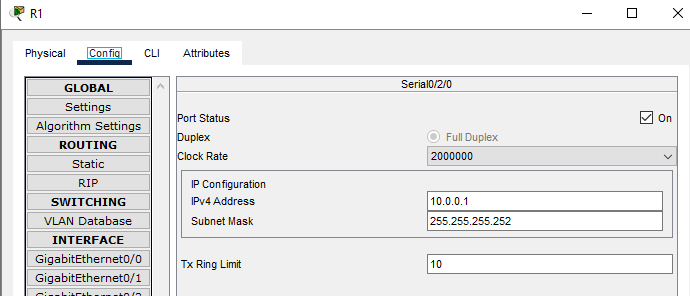 R1
Physical Config CLI Attributes
GLOBAL
Settings
Algorithm Settings
ROUTING
Static
RIP
SWITCHING
VLAN Database
INTERFACE
GigabitEthernet0/0
GigabitEthernet0/1
Serial0/2/0
Port Status On
Duplex Full Duplex
Clock Rate 2000000
IP Configuration
IPv4 Address 10.0.0.1
Subnet Mask 255.255.255.252
Tx Ring Limit 10